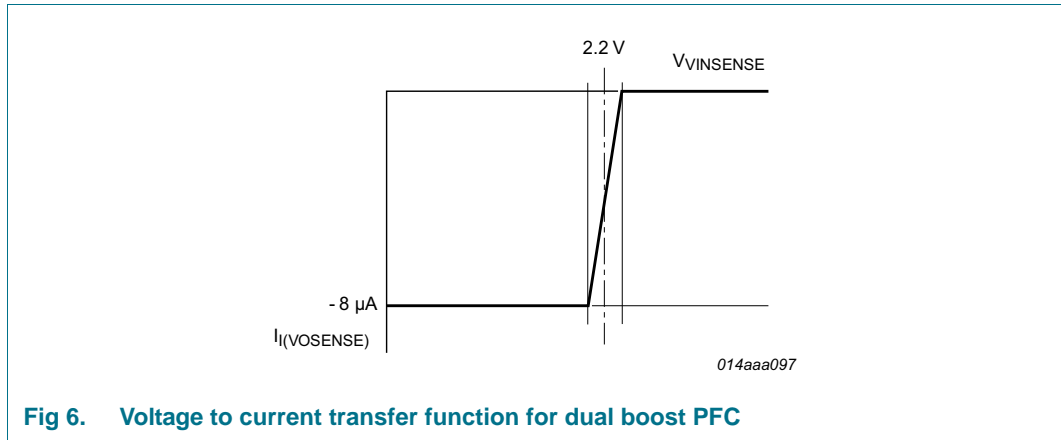 2.2 V
VVINSENSE
- 8 µA
II(VOSENSE)
014aaa097
Fig 6. Voltage to current transfer function for dual boost PFC